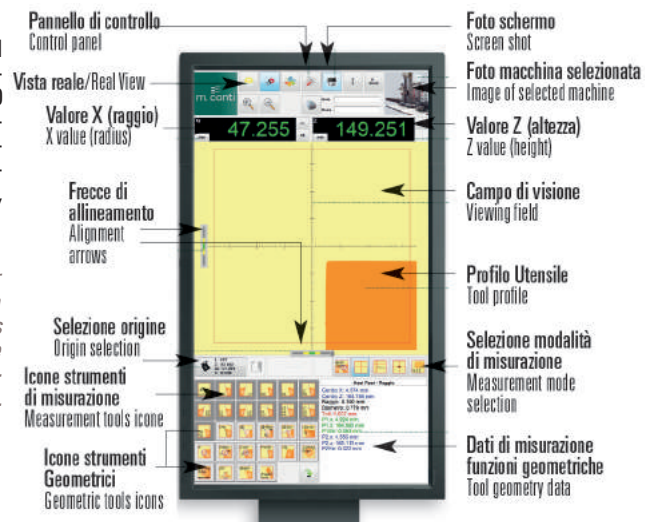 Pannello di controllo
Control panel
Foto schermo
Screen shot
Vista reale/Real View
Foto macchina selezionata
Image of selected machine
m. conti
Valore X (raggio)
X value (radius)
47.255
149.251
Valore Z (altezza)
Z value (height)
Frecce di
allineamento
Alignment
arrows
Campo di visione
Viewing field
Profilo Utensile
Tool profile
Selezione origine
Origin selection
Selezione modalità
di misurazione
Measurement mode
selection
Icone strumenti
di misurazione
Measurement tools icone
Icone strumenti
Geometrici
Geometric tools icons
Dati di misurazione
funzioni geometriche
Tool geometry data